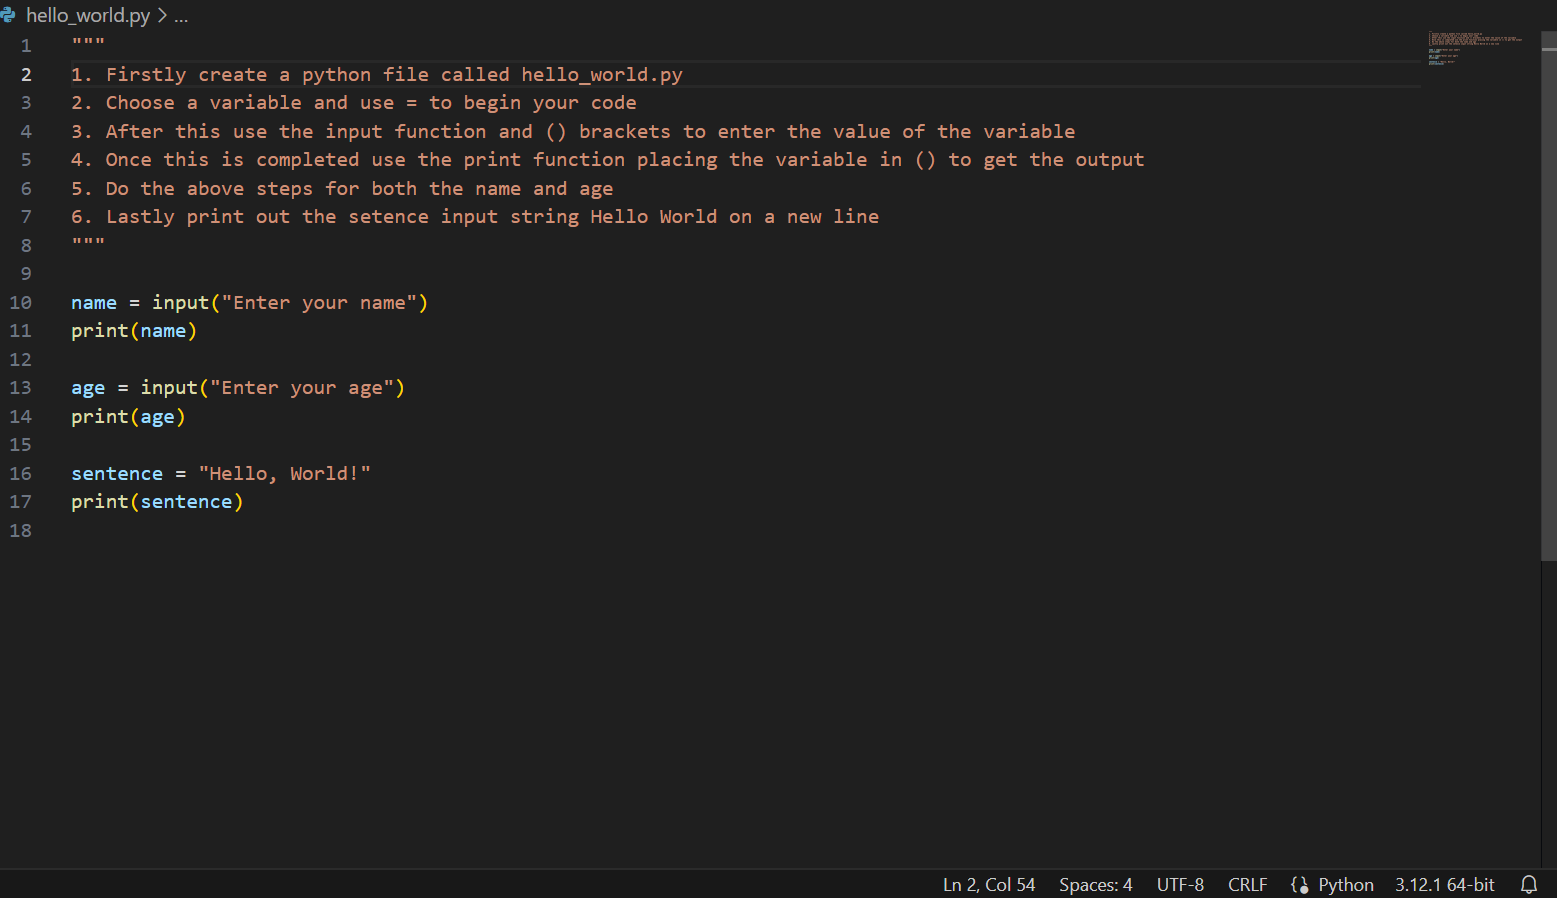 hello_world.py > ...
1 """
2 1. Firstly create a python file called hello_world.py
3 2. Choose a variable and use = to begin your code
4 3. After this use the input function and () brackets to enter the value of the variable
5 4. Once this is completed use the print function placing the variable in () to get the output
6 5. Do the above steps for both the name and age
7 6. Lastly print out the setence input string Hello World on a new line
8 """
9
10 name = input("Enter your name")
11 print(name)
12
13 age = input("Enter your age")
14 print(age)
15
16 sentence = "Hello, World!"
17 print(sentence)
18
Ln 2, Col 54 Spaces: 4 UTF-8 CRLF {} Python 3.12.1 64-bit